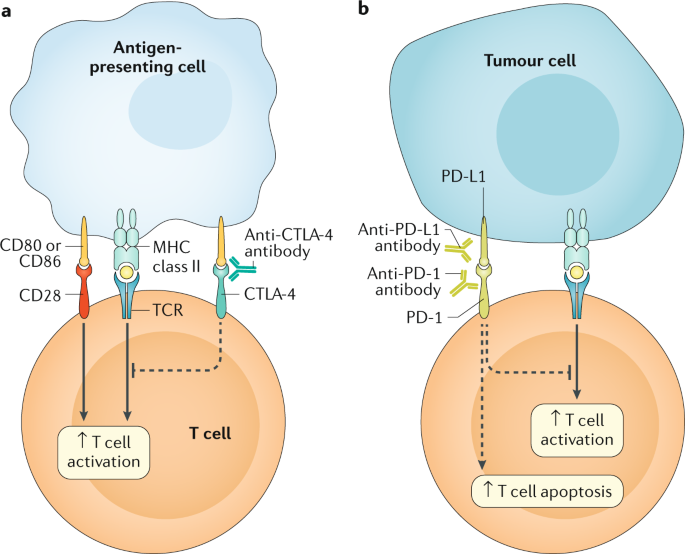 a
Antigen-
presenting cell
CD80 or
CD86
MHC
class II
Anti-CTLA-4
antibody
CD28
TCR
CTLA-4
T cell
↑ T cell
activation
b
Tumour cell
PD-L1
Anti-PD-L1
antibody
Anti-PD-1
antibody
PD-1
↑ T cell
activation
↑ T cell apoptosis